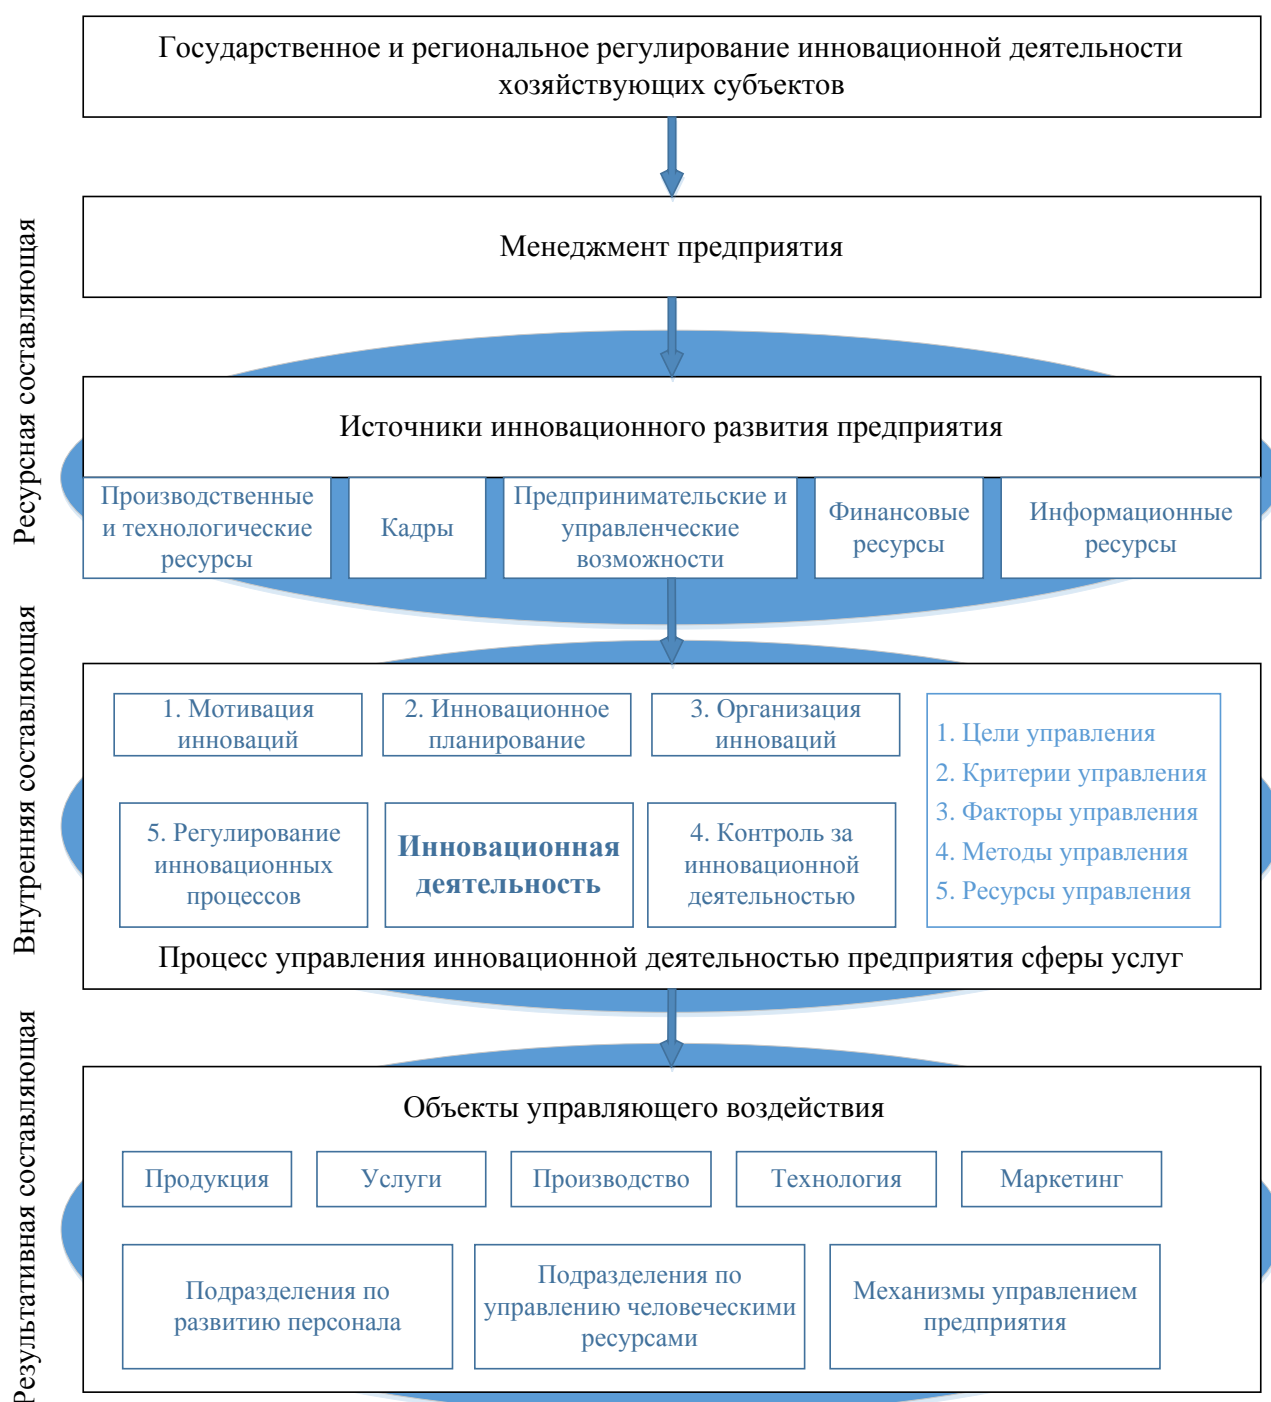 Государственное и региональное регулирование инновационной деятельности
хозяйствующих субъектов
Ресурсная составляющая
Менеджмент предприятия
Источники инновационного развития предприятия
Производственные
и технологические
ресурсы
Кадры
Предпринимательские и
управленческие
возможности
Финансовые
ресурсы
Информационные
ресурсы
Внутренняя составляющая
1. Мотивация
инноваций
2. Инновационное
планирование
3. Организация
инноваций
5. Регулирование
инновационных
процессов
Инновационная
деятельность
4. Контроль за
инновационной
деятельностью
1. Цели управления
2. Критерии управления
3. Факторы управления
4. Методы управления
5. Ресурсы управления
Процесс управления инновационной деятельностью предприятия сферы услуг
Результативная составляющая
Объекты управляющего воздействия
Продукция
Услуги
Производство
Технология
Маркетинг
Подразделения по
развитию персонала
Подразделения по
управлению человеческими
ресурсами
Механизмы управлением
предприятия